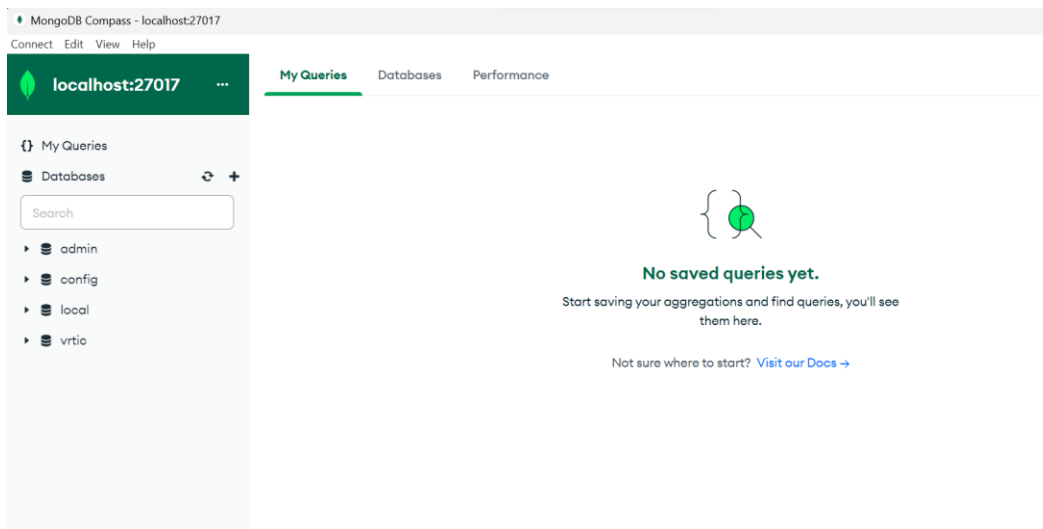 MongoDB Compass - localhost:27017
Connect Edit View Help
localhost:27017 ...
My Queries Databases Performance
{} My Queries
Databases
Search
admin
config
local
vrtic
No saved queries yet.
Start saving your aggregations and find queries, you'll see
them here.
Not sure where to start? Visit our Docs →